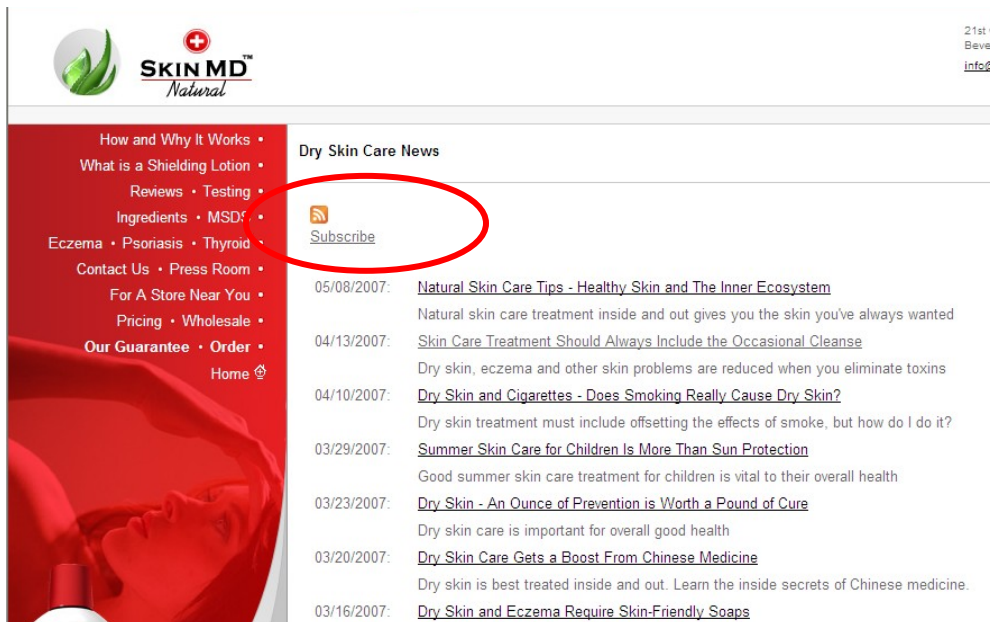 SKIN MD™
Natural
21st
Beve
info@
How and Why It Works •
What is a Shielding Lotion •
Reviews • Testing •
Ingredients • MSDS •
Eczema • Psoriasis • Thyroid •
Contact Us • Press Room •
For A Store Near You •
Pricing • Wholesale •
Our Guarantee • Order •
Home
Dry Skin Care News
Subscribe
05/08/2007: Natural Skin Care Tips - Healthy Skin and The Inner Ecosystem
Natural skin care treatment inside and out gives you the skin you've always wanted
04/13/2007: Skin Care Treatment Should Always Include the Occasional Cleanse
Dry skin, eczema and other skin problems are reduced when you eliminate toxins
04/10/2007: Dry Skin and Cigarettes - Does Smoking Really Cause Dry Skin?
Dry skin treatment must include offsetting the effects of smoke, but how do I do it?
03/29/2007: Summer Skin Care for Children Is More Than Sun Protection
Good summer skin care treatment for children is vital to their overall health
03/23/2007: Dry Skin - An Ounce of Prevention is Worth a Pound of Cure
Dry skin care is important for overall good health
03/20/2007: Dry Skin Care Gets a Boost From Chinese Medicine
Dry skin is best treated inside and out. Learn the inside secrets of Chinese medicine.
03/16/2007: Dry Skin and Eczema Require Skin-Friendly Soaps